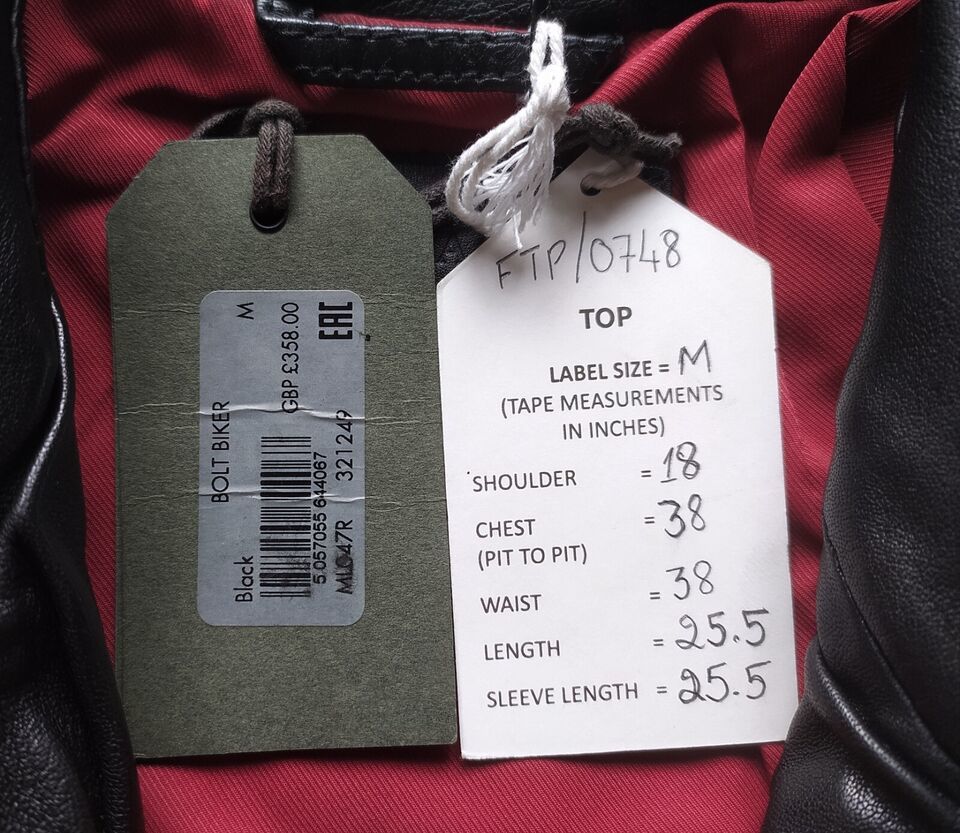 BOLT BIKER
M
GBP £358.00
EAC
Black
5 057055 644067
ML047R 321249
FTP/0748
TOP
LABEL SIZE = M
(TAPE MEASUREMENTS
IN INCHES)
SHOULDER = 18
CHEST = 38
(PIT TO PIT)
WAIST = 38
LENGTH = 25.5
SLEEVE LENGTH = 25.5